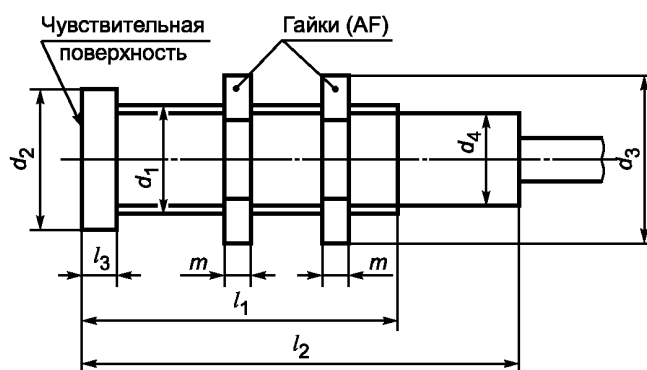 Чувствительная
поверхность
Гайки (AF)
d2
d1
d4
d3
l3
m
m
l1
l2